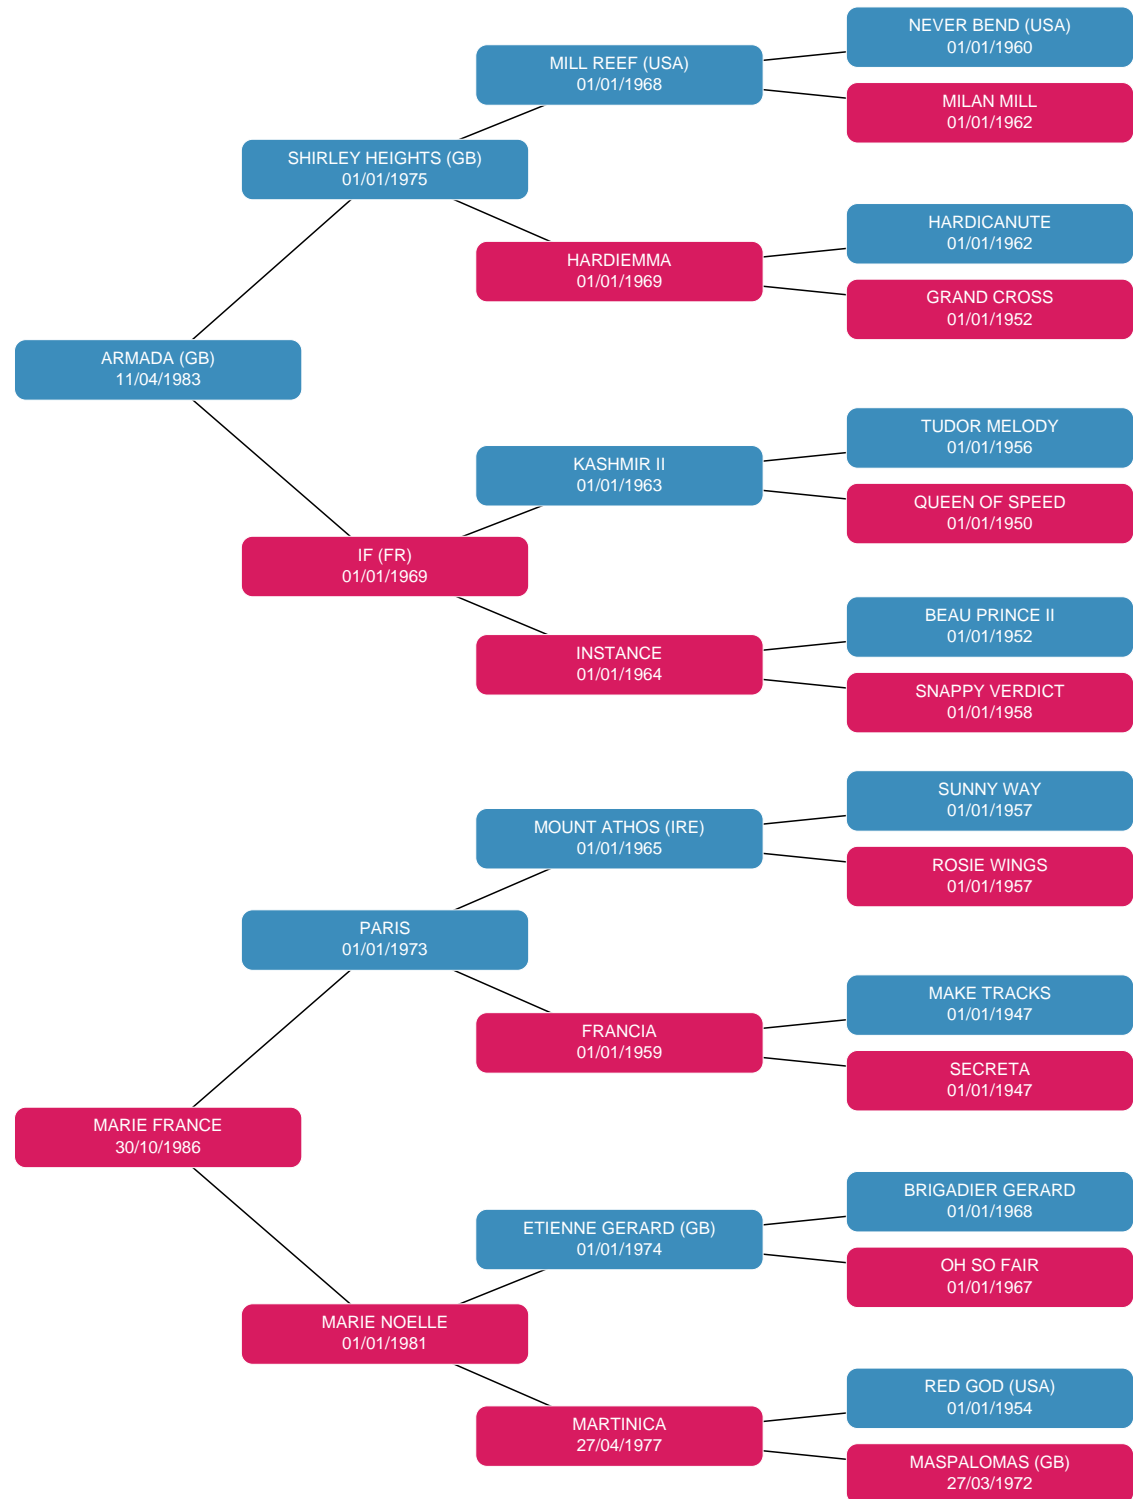 NEVER BEND (USA)
01/01/1960
MILL REEF (USA)
01/01/1968
MILAN MILL
01/01/1962
SHIRLEY HEIGHTS (GB)
01/01/1975
HARDICANUTE
01/01/1962
HARDIEMMA
01/01/1969
GRAND CROSS
01/01/1952
ARMADA (GB)
11/04/1983
TUDOR MELODY
01/01/1956
KASHMIR II
01/01/1963
QUEEN OF SPEED
01/01/1950
IF (FR)
01/01/1969
BEAU PRINCE II
01/01/1952
INSTANCE
01/01/1964
SNAPPY VERDICT
01/01/1958
SUNNY WAY
01/01/1957
MOUNT ATHOS (IRE)
01/01/1965
ROSIE WINGS
01/01/1957
PARIS
01/01/1973
MAKE TRACKS
01/01/1947
FRANCIA
01/01/1959
SECRETA
01/01/1947
MARIE FRANCE
30/10/1986
BRIGADIER GERARD
01/01/1968
ETIENNE GERARD (GB)
01/01/1974
OH SO FAIR
01/01/1967
MARIE NOELLE
01/01/1981
RED GOD (USA)
01/01/1954
MARTINICA
27/04/1977
MASPALOMAS (GB)
27/03/1972